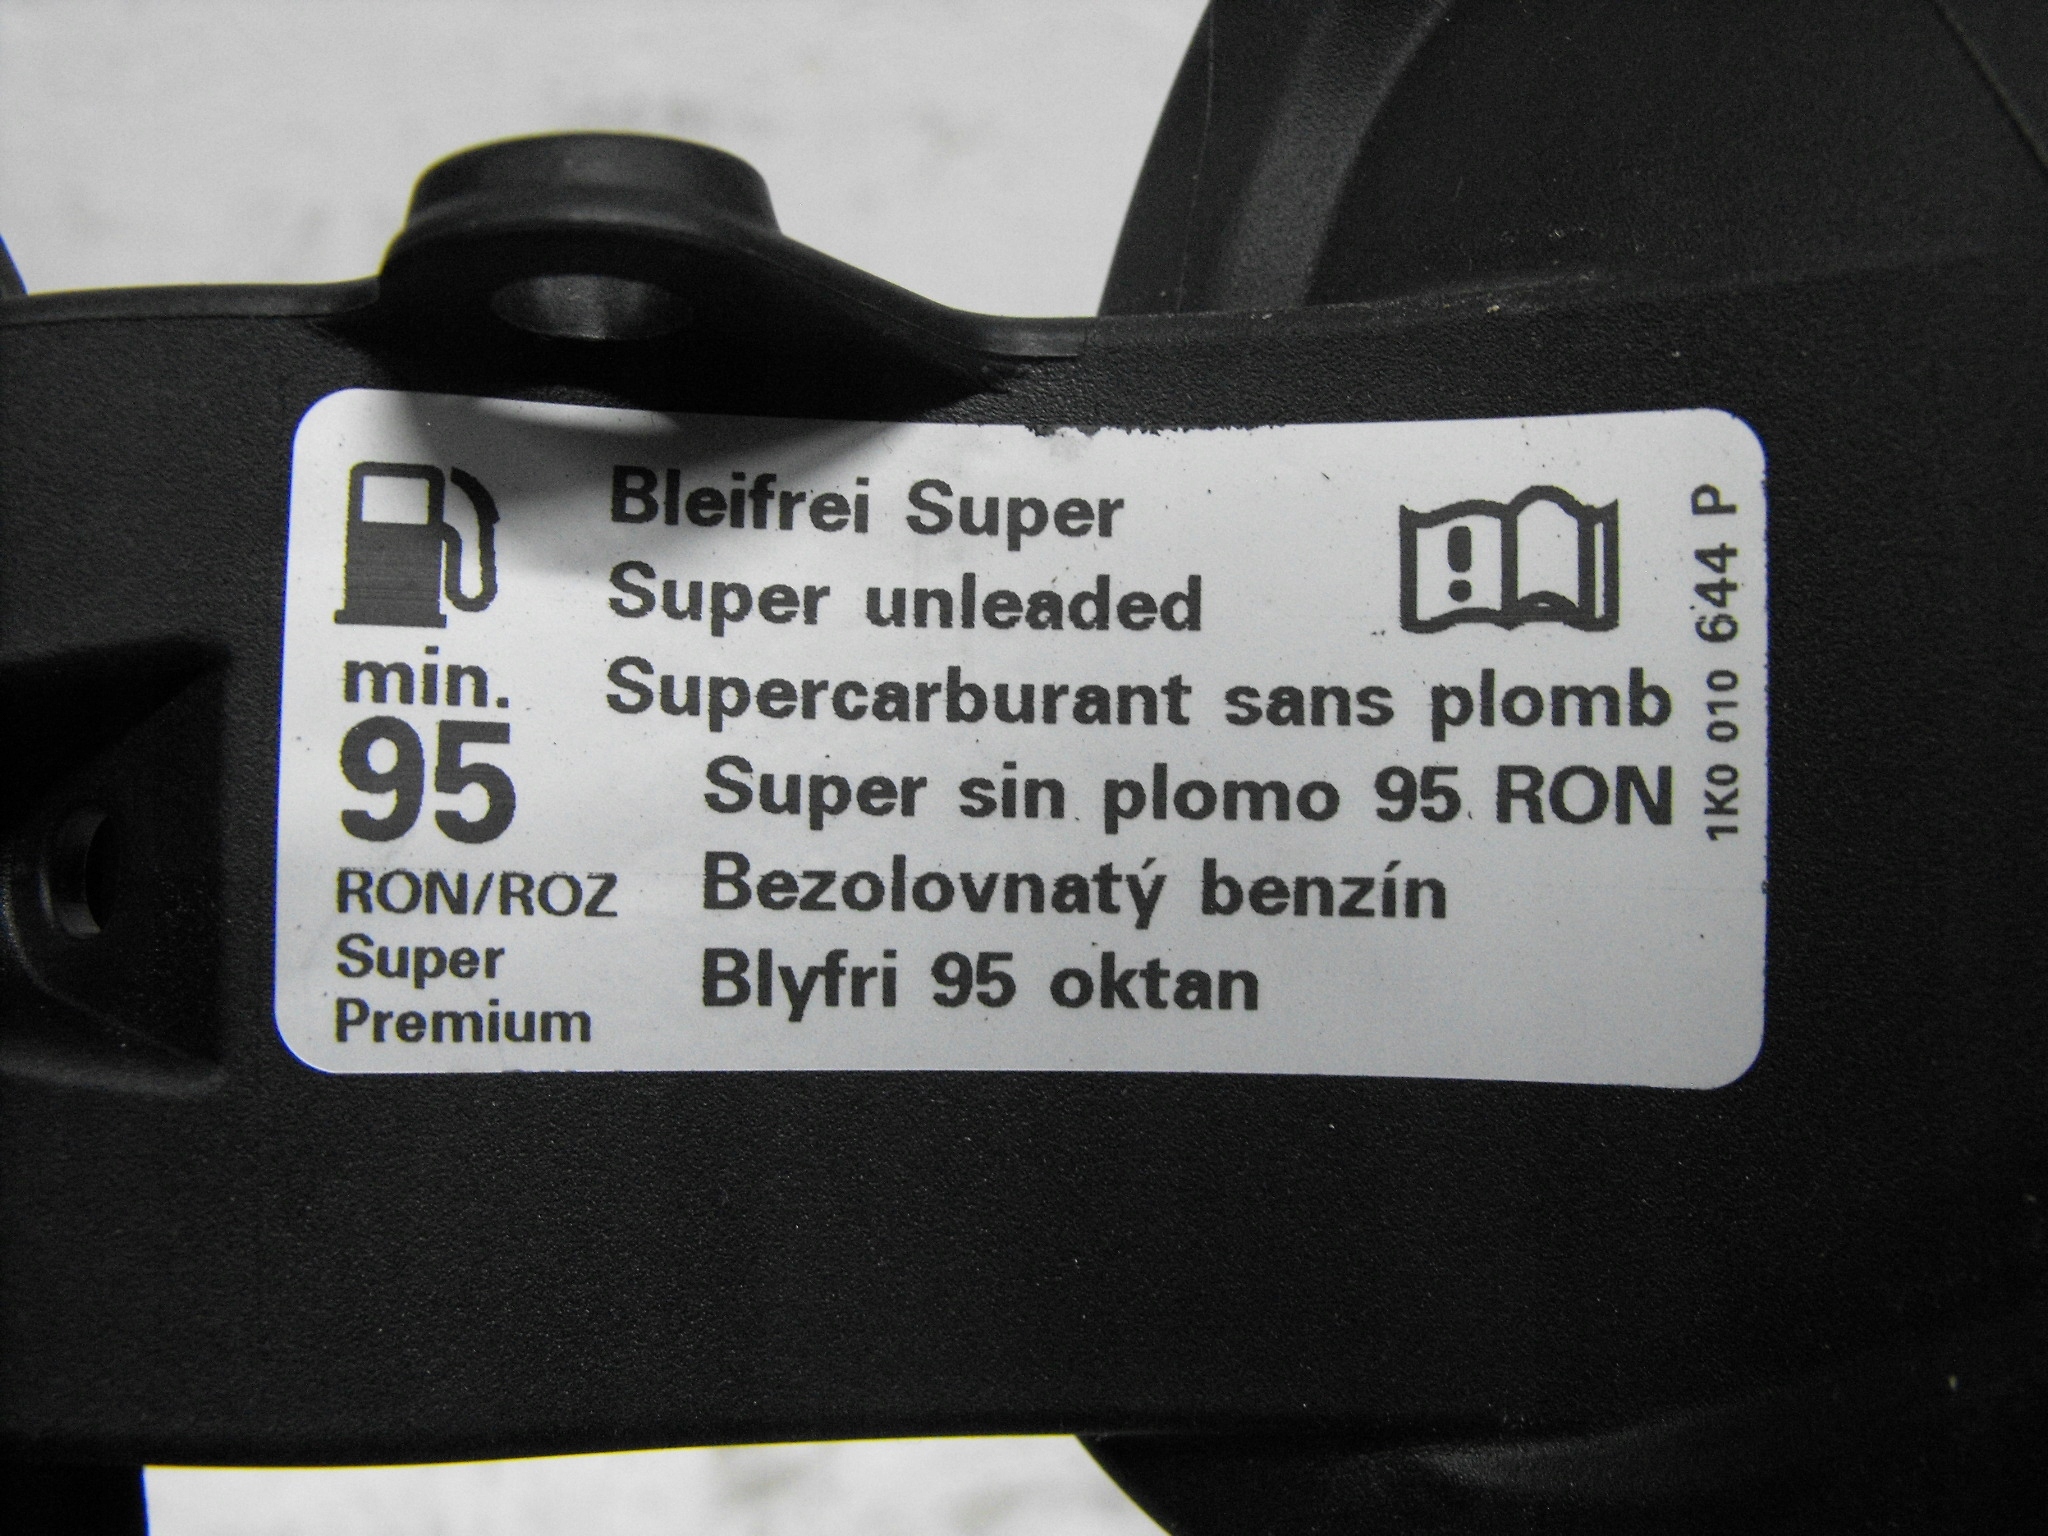 Bleifrei Super
Super unleaded
Supercarburant sans plomb
Super sin plomo 95 RON
Bezolovnatý benzín
Blyfri 95 oktan
min.
95
RON/ROZ
Super
Premium
1K0 010 644 P